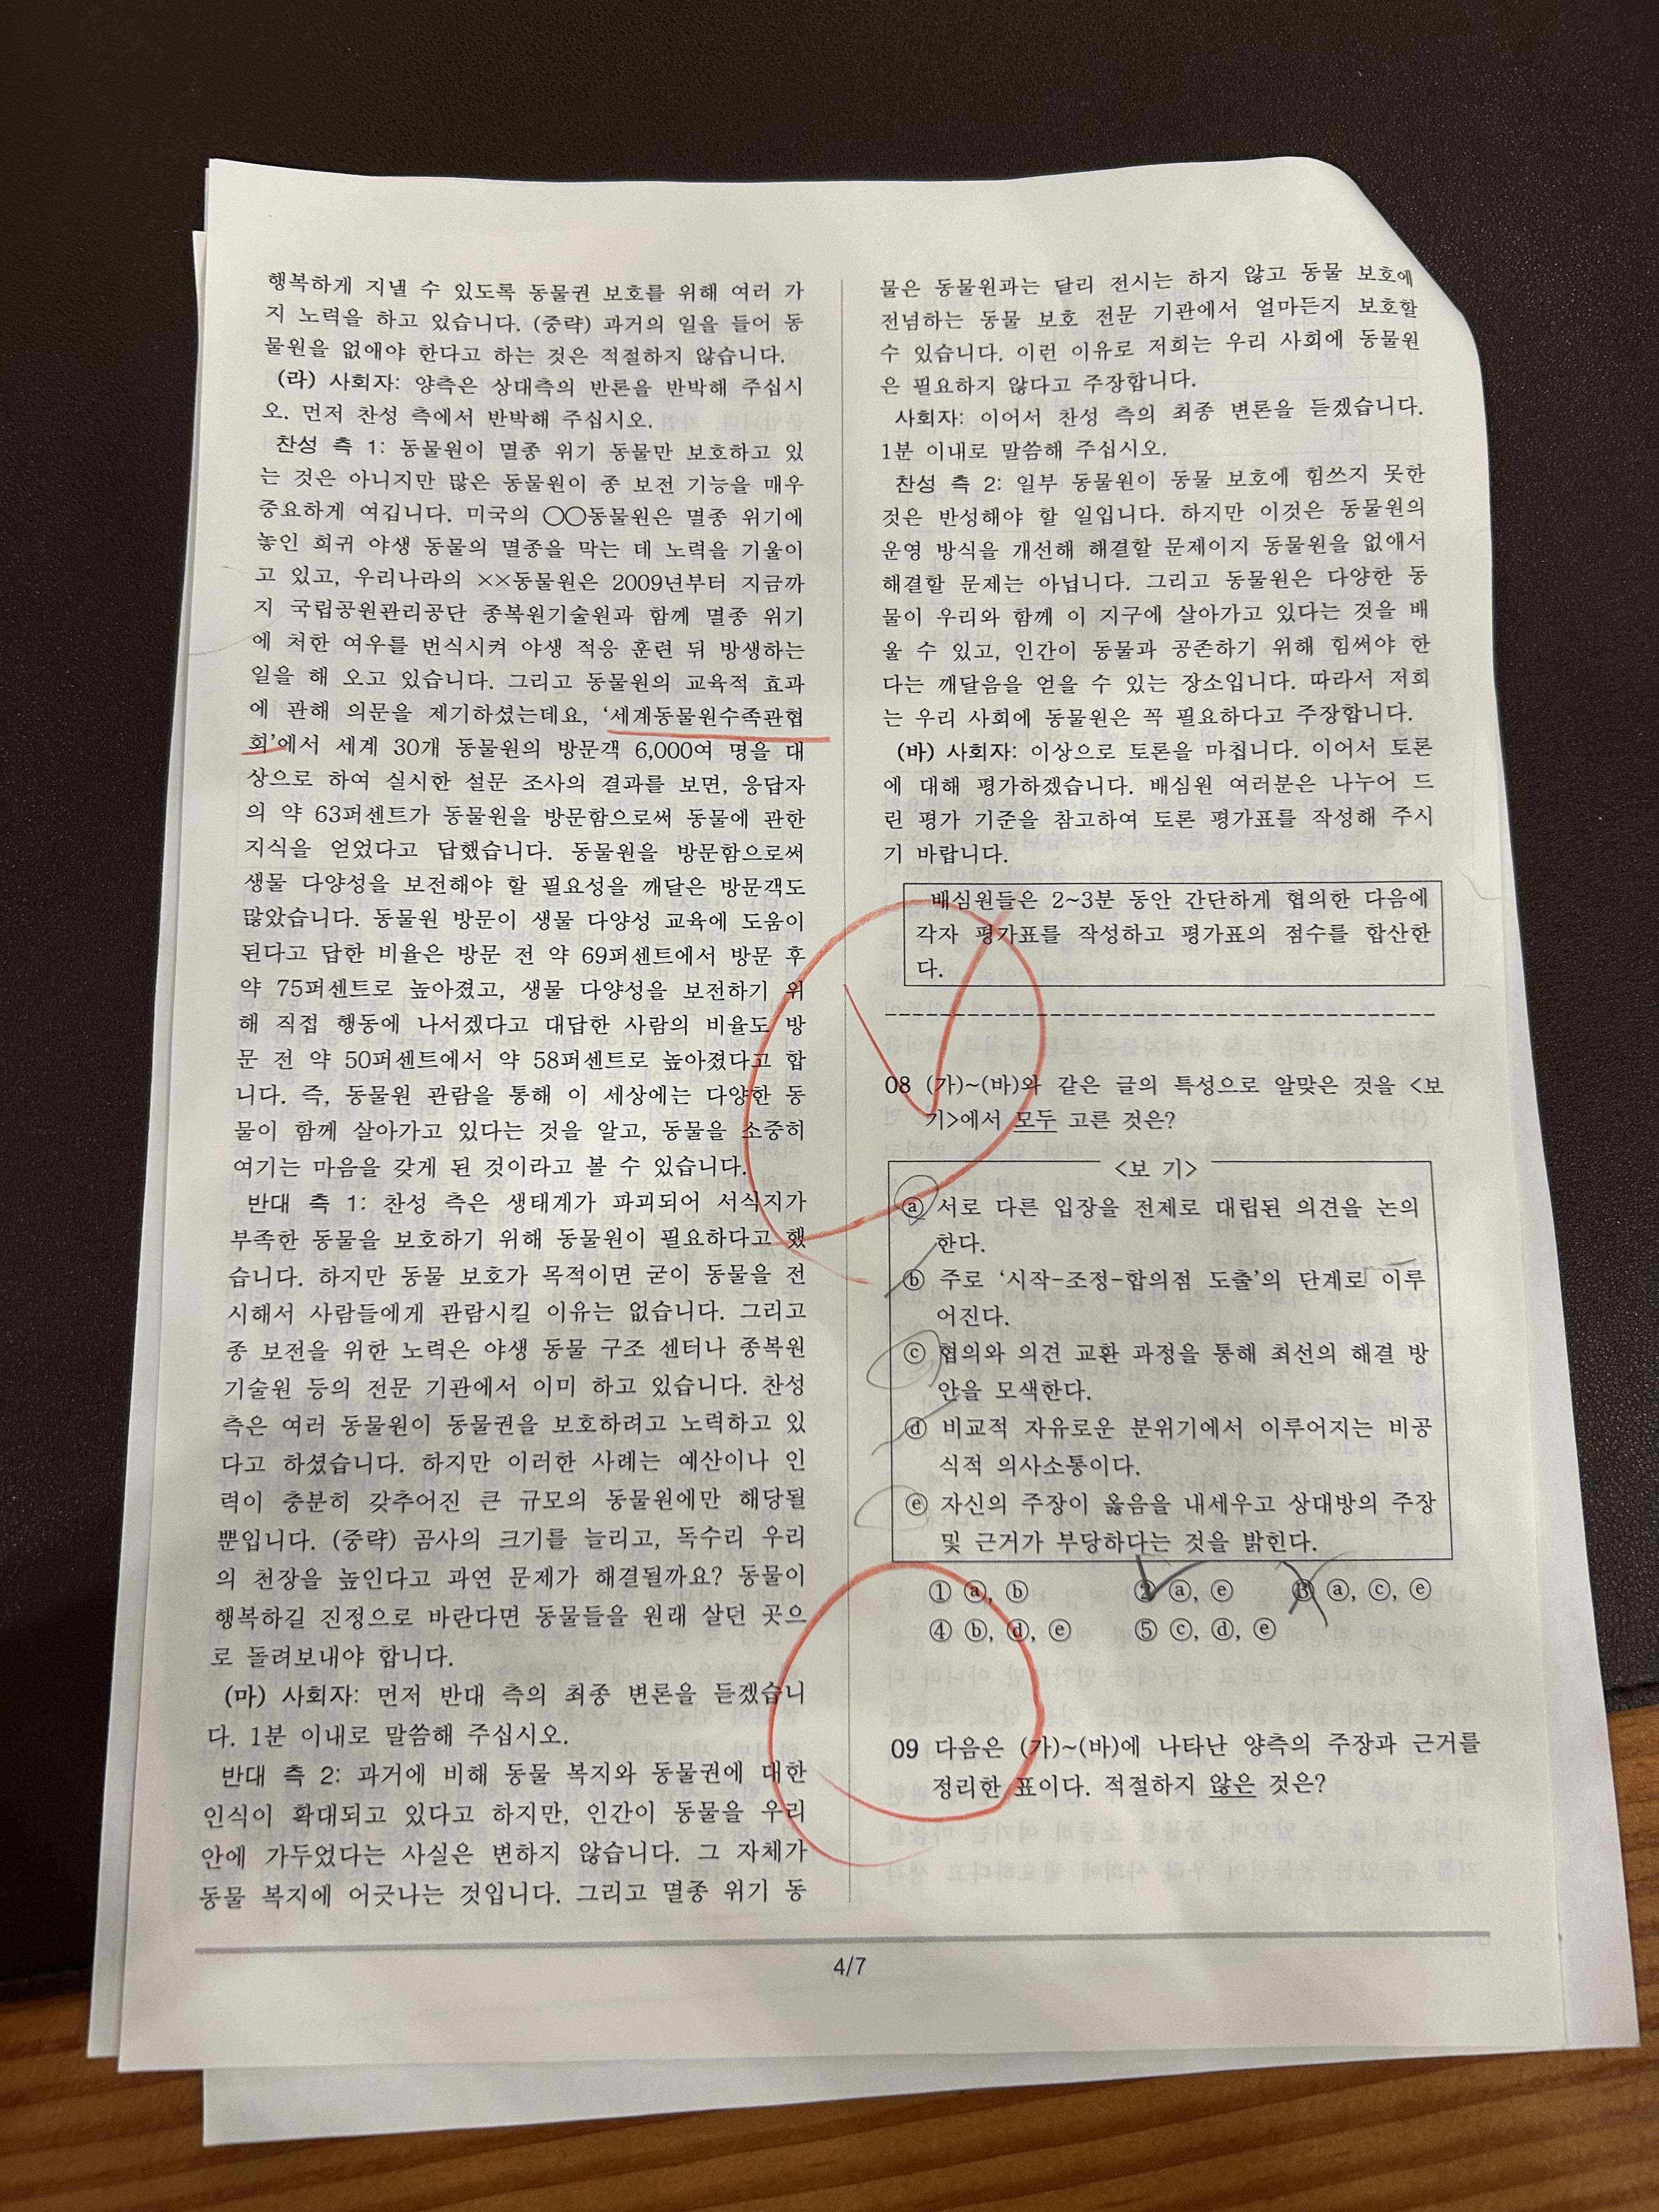 행복하게 지낼 수 있도록 동물권 보호를 위해 여러 가
지 노력을 하고 있습니다. (중략) 과거의 일을 들어 동
물원을 없애야 한다고 하는 것은 적절하지 않습니다.
(라) 사회자: 양측은 상대측의 반론을 반박해 주십시
오. 먼저 찬성 측에서 반박해 주십시오.
찬성 측 1: 동물원이 멸종 위기 동물만 보호하고 있
는 것은 아니지만 많은 동물원이 종 보전 기능을 매우
중요하게 여깁니다. 미국의 ○○동물원은 멸종 위기에
놓인 희귀 야생 동물의 멸종을 막는 데 노력을 기울이
고 있고, 우리나라의 ××동물원은 2009년부터 지금까
지 국립공원관리공단 종복원기술원과 함께 멸종 위기
에 처한 여우를 번식시켜 야생 적응 훈련 뒤 방생하는
일을 해 오고 있습니다. 그리고 동물원의 교육적 효과
에 관해 의문을 제기하셨는데요, ‘세계동물원수족관협
회’에서 세계 30개 동물원의 방문객 6,000여 명을 대
상으로 하여 실시한 설문 조사의 결과를 보면, 응답자
의 약 63퍼센트가 동물원을 방문함으로써 동물에 관한
지식을 얻었다고 답했습니다. 동물원을 방문함으로써
생물 다양성을 보전해야 할 필요성을 깨달은 방문객도
많았습니다. 동물원 방문이 생물 다양성 교육에 도움이
된다고 답한 비율은 방문 전 약 69퍼센트에서 방문 후
약 75퍼센트로 높아졌고, 생물 다양성을 보전하기 위
해 직접 행동에 나서겠다고 대답한 사람의 비율도 방
문 전 약 50퍼센트에서 약 58퍼센트로 높아졌다고 합
니다. 즉, 동물원 관람을 통해 이 세상에는 다양한 동
물이 함께 살아가고 있다는 것을 알고, 동물을 소중히
여기는 마음을 갖게 된 것이라고 볼 수 있습니다.
반대 측 1: 찬성 측은 생태계가 파괴되어 서식지가
부족한 동물을 보호하기 위해 동물원이 필요하다고 했
습니다. 하지만 동물 보호가 목적이면 굳이 동물을 전
시해서 사람들에게 관람시킬 이유는 없습니다. 그리고
종 보전을 위한 노력은 야생 동물 구조 센터나 종복원
기술원 등의 전문 기관에서 이미 하고 있습니다. 찬성
측은 여러 동물원이 동물권을 보호하려고 노력하고 있
다고 하셨습니다. 하지만 이러한 사례는 예산이나 인
력이 충분히 갖추어진 큰 규모의 동물원에만 해당될
뿐입니다. (중략) 곰사의 크기를 늘리고, 독수리 우리
의 천장을 높인다고 과연 문제가 해결될까요? 동물이
행복하길 진정으로 바란다면 동물들을 원래 살던 곳으
로 돌려보내야 합니다.
(마) 사회자: 먼저 반대 측의 최종 변론을 듣겠습니
다. 1분 이내로 말씀해 주십시오.
반대 측 2: 과거에 비해 동물 복지와 동물권에 대한
인식이 확대되고 있다고 하지만, 인간이 동물을 우리
안에 가두었다는 사실은 변하지 않습니다. 그 자체가
동물 복지에 어긋나는 것입니다. 그리고 멸종 위기 동
물은 동물원과는 달리 전시는 하지 않고 동물 보호에
전념하는 동물 보호 전문 기관에서 얼마든지 보호할
수 있습니다. 이런 이유로 저희는 우리 사회에 동물원
은 필요하지 않다고 주장합니다.
사회자: 이어서 찬성 측의 최종 변론을 듣겠습니다.
1분 이내로 말씀해 주십시오.
찬성 측 2: 일부 동물원이 동물 보호에 힘쓰지 못한
것은 반성해야 할 일입니다. 하지만 이것은 동물원의
운영 방식을 개선해 해결할 문제이지 동물원을 없애서
해결할 문제는 아닙니다. 그리고 동물원은 다양한 동
물이 우리와 함께 이 지구에 살아가고 있다는 것을 배
울 수 있고, 인간이 동물과 공존하기 위해 힘써야 한
다는 깨달음을 얻을 수 있는 장소입니다. 따라서 저희
는 우리 사회에 동물원은 꼭 필요하다고 주장합니다.
(바) 사회자: 이상으로 토론을 마칩니다. 이어서 토론
에 대해 평가하겠습니다. 배심원 여러분은 나누어 드
린 평가 기준을 참고하여 토론 평가표를 작성해 주시
기 바랍니다.
배심원들은 2~3분 동안 간단하게 협의한 다음에
각자 평가표를 작성하고 평가표의 점수를 합산한
다.
08 (가)~(바)와 같은 글의 특성으로 알맞은 것을 <보
기>에서 모두 고른 것은?
<보 기>
ⓐ 서로 다른 입장을 전제로 대립된 의견을 논의
한다.
ⓑ 주로 ‘시작-조정-합의점 도출’의 단계로 이루
어진다.
ⓒ 협의와 의견 교환 과정을 통해 최선의 해결 방
안을 모색한다.
ⓓ 비교적 자유로운 분위기에서 이루어지는 비공
식적 의사소통이다.
ⓔ 자신의 주장이 옳음을 내세우고 상대방의 주장
및 근거가 부당하다는 것을 밝힌다.
① ⓐ, ⓑ ② ⓐ, ⓔ ③ ⓐ, ⓒ, ⓔ
④ ⓑ, ⓓ, ⓔ ⑤ ⓒ, ⓓ, ⓔ
09 다음은 (가)~(바)에 나타난 양측의 주장과 근거를
정리한 표이다. 적절하지 않은 것은?
4/7